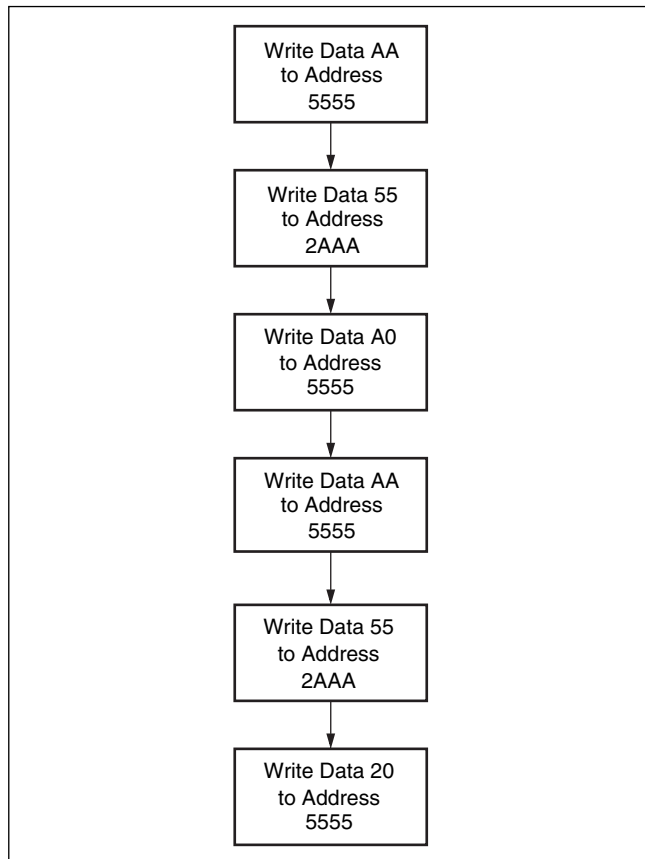 Write Data AA
to Address
5555
Write Data 55
to Address
2AAA
Write Data A0
to Address
5555
Write Data AA
to Address
5555
Write Data 55
to Address
2AAA
Write Data 20
to Address
5555